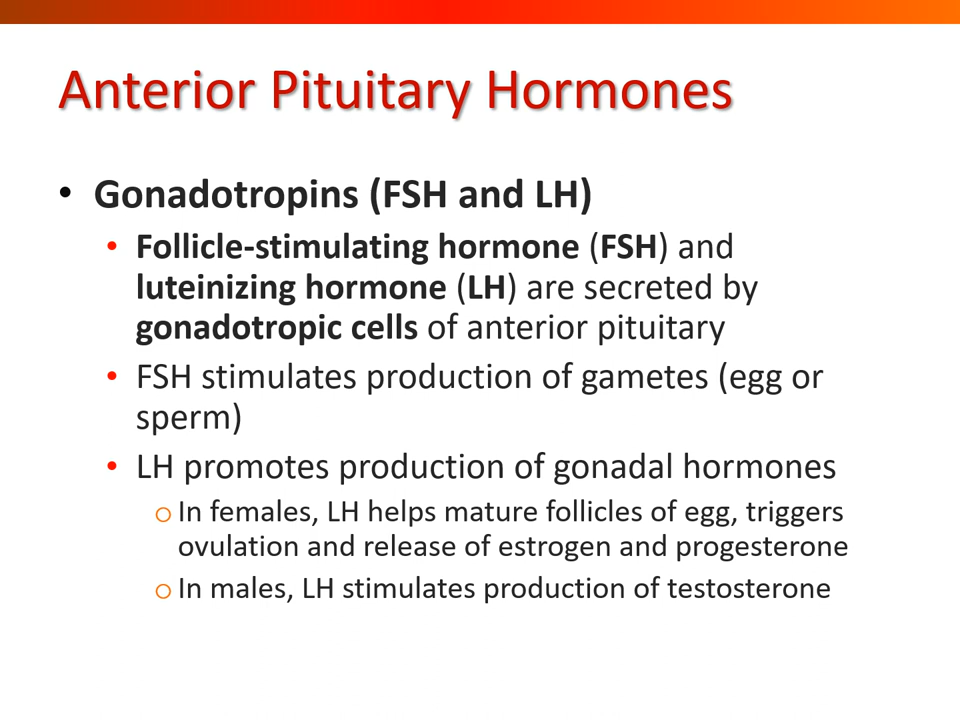 Anterior Pituitary Hormones
• Gonadotropins (FSH and LH)
• Follicle-stimulating hormone (FSH) and
luteinizing hormone (LH) are secreted by
gonadotropic cells of anterior pituitary
• FSH stimulates production of gametes (egg or
sperm)
• LH promotes production of gonadal hormones
o In females, LH helps mature follicles of egg, triggers
ovulation and release of estrogen and progesterone
o In males, LH stimulates production of testosterone